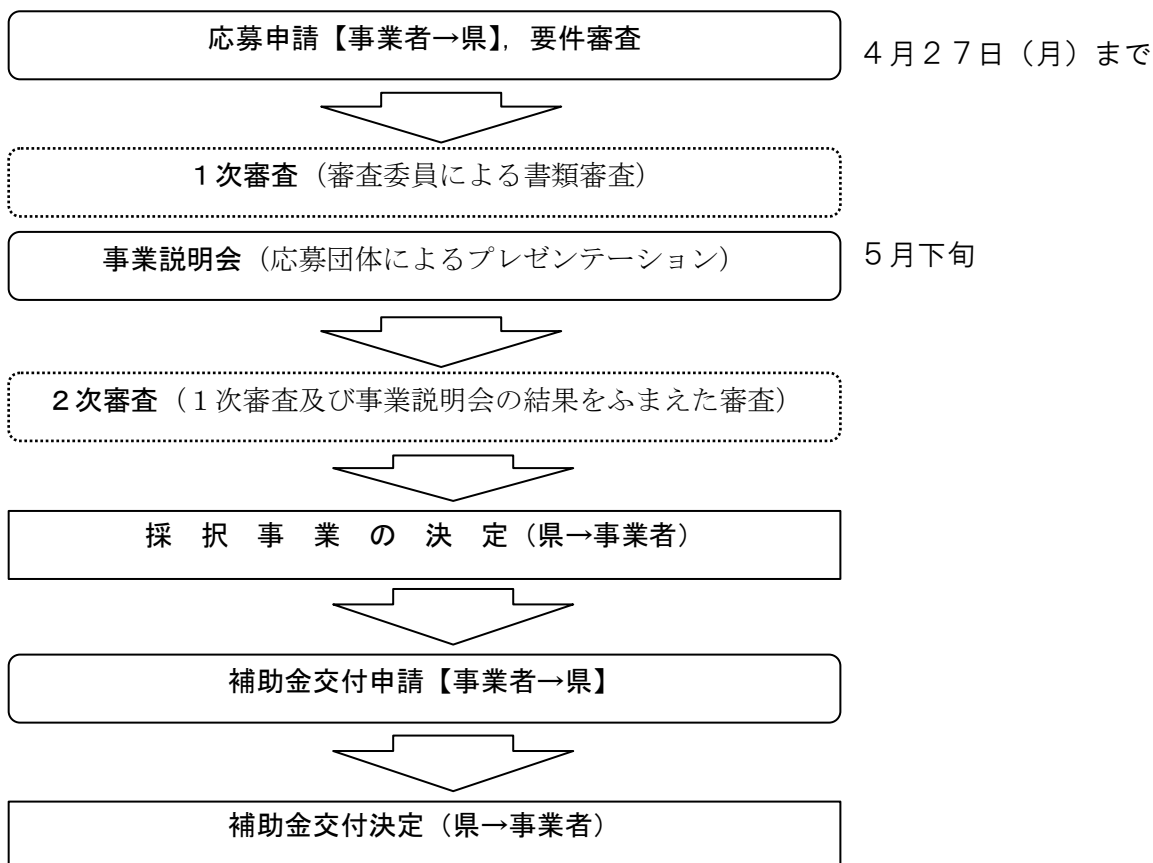 応募申請【事業者→県】，要件審査
４月２７日（月）まで
１次審査（審査委員による書類審査）
事業説明会（応募団体によるプレゼンテーション）
５月下旬
２次審査（１次審査及び事業説明会の結果をふまえた審査）
採　択　事　業　の　決　定（県→事業者）
補助金交付申請【事業者→県】
補助金交付決定（県→事業者）